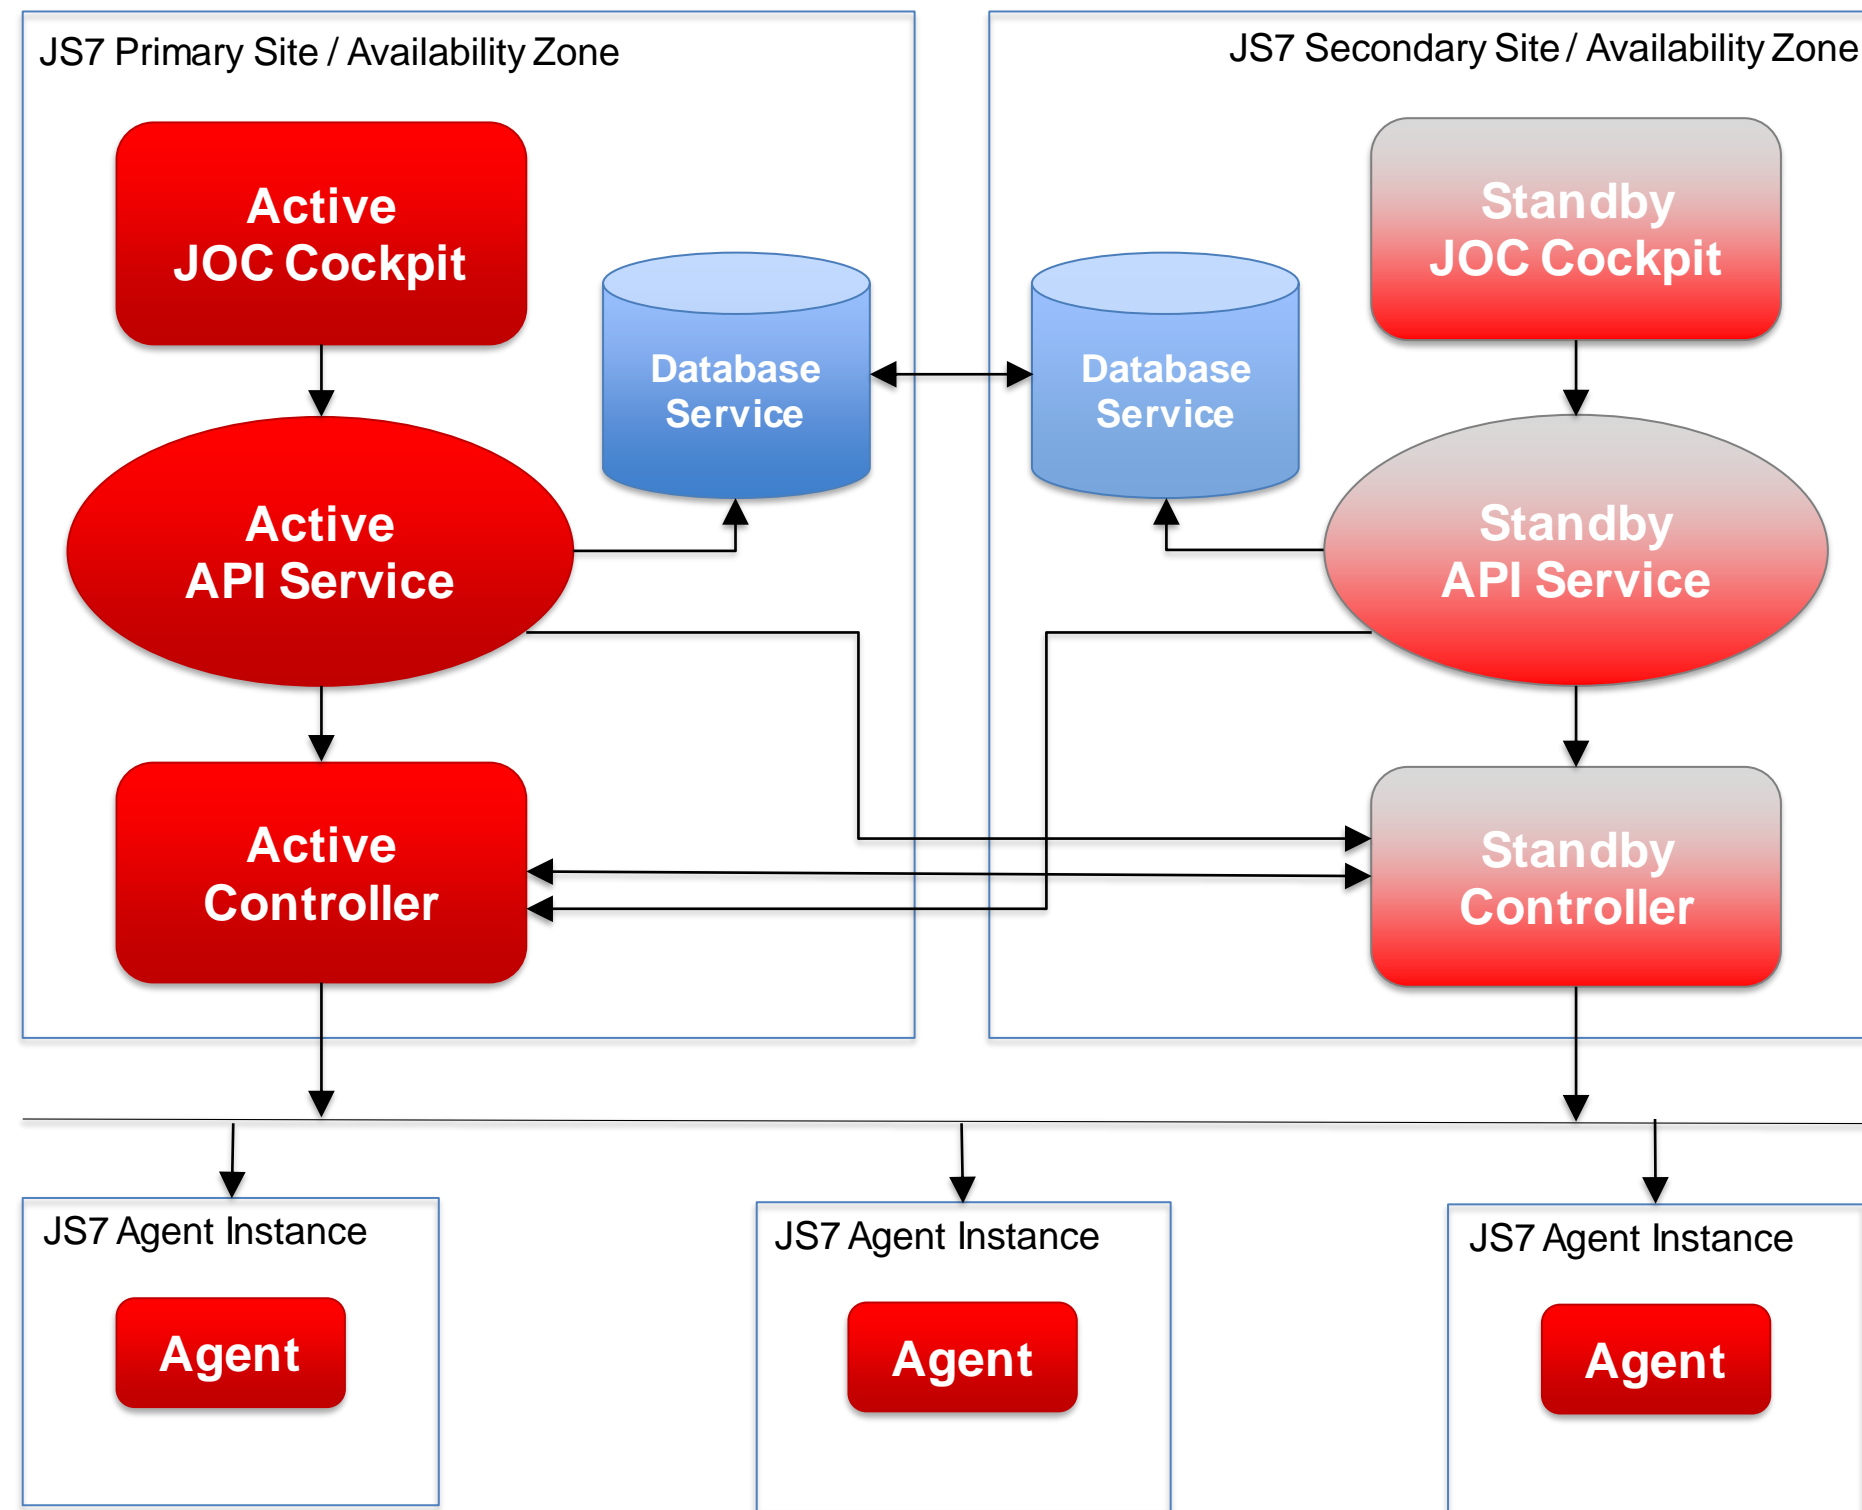 JS7 Primary Site / Availability Zone
JS7 Secondary Site / Availability Zone
Active
JOC Cockpit
Standby
JOC Cockpit
Database
Service
Database
Service
Active
API Service
Standby
API Service
Active
Controller
Standby
Controller
JS7 Agent Instance
JS7 Agent Instance
JS7 Agent Instance
Agent
Agent
Agent